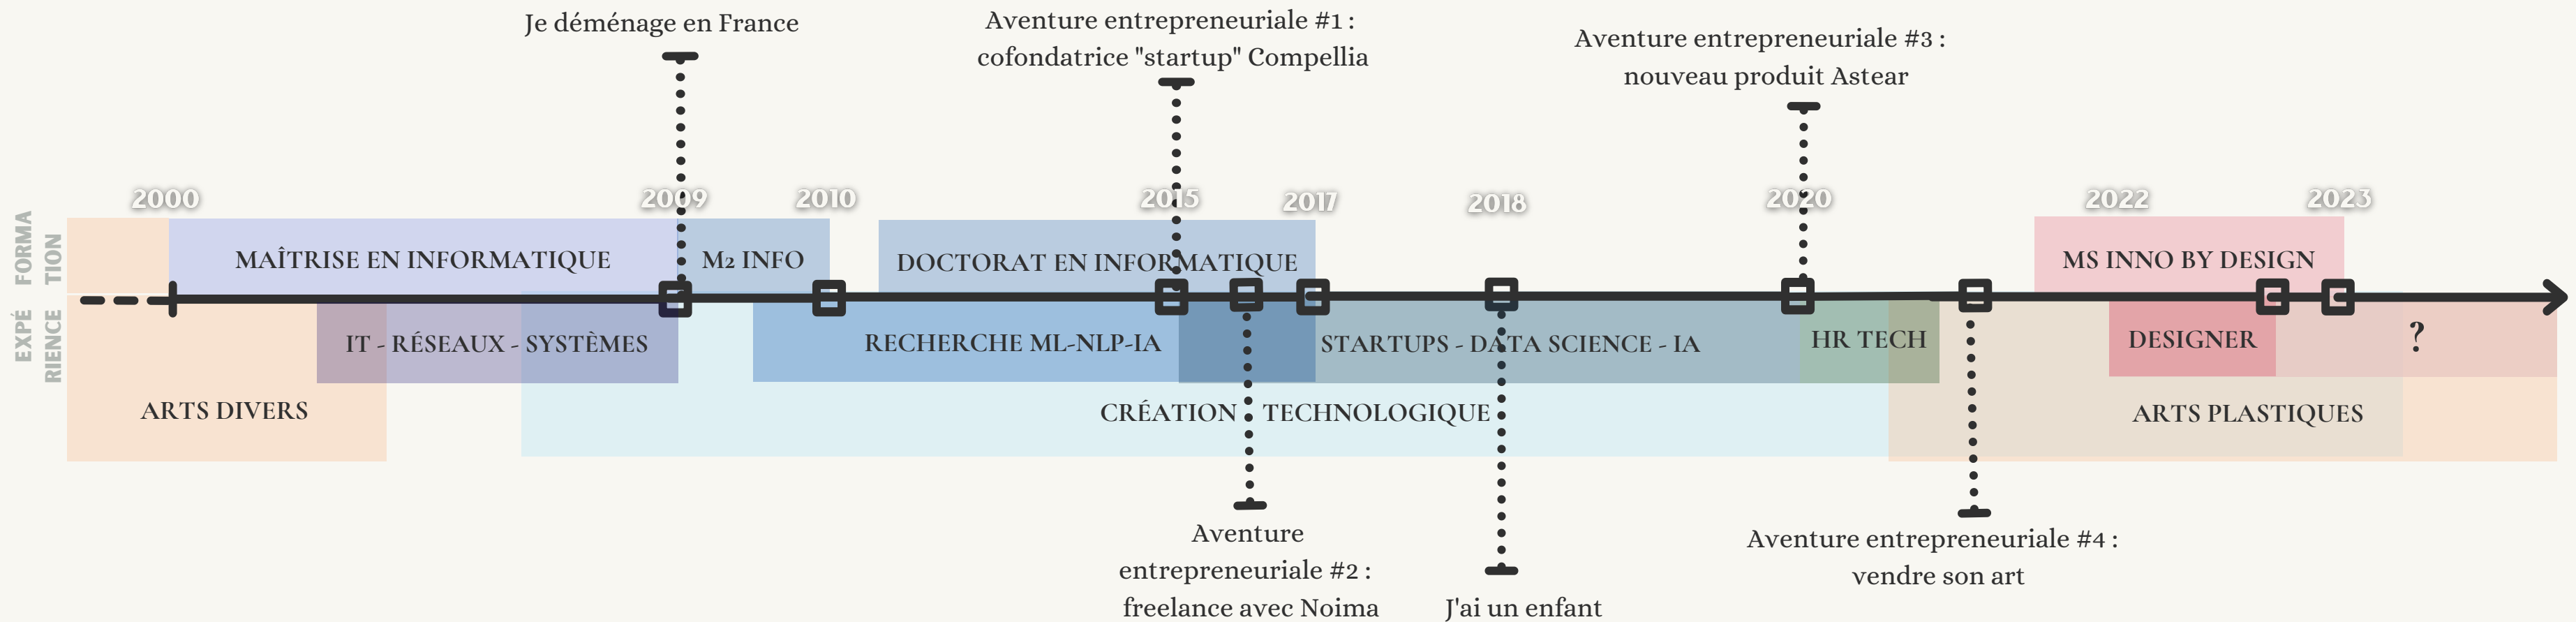 Je déménage en France
Aventure entrepreneuriale #1 :
cofondatrice "startup" Compellia
Aventure entrepreneuriale #3 :
nouveau produit Astear
2000
2009
2010
2015
2017
2018
2020
2022
2023
FORMA
TION
MAÎTRISE EN INFORMATIQUE
M2 INFO
DOCTORAT EN INFORMATIQUE
MS INNO BY DESIGN
EXPÉ
RIENCE
IT - RÉSEAUX - SYSTÈMES
RECHERCHE ML-NLP-IA
STARTUPS - DATA SCIENCE - IA
HR TECH
DESIGNER
?
ARTS DIVERS
CRÉATION TECHNOLOGIQUE
ARTS PLASTIQUES
Aventure
entrepreneuriale #2 :
freelance avec Noima
J'ai un enfant
Aventure entrepreneuriale #4 :
vendre son art